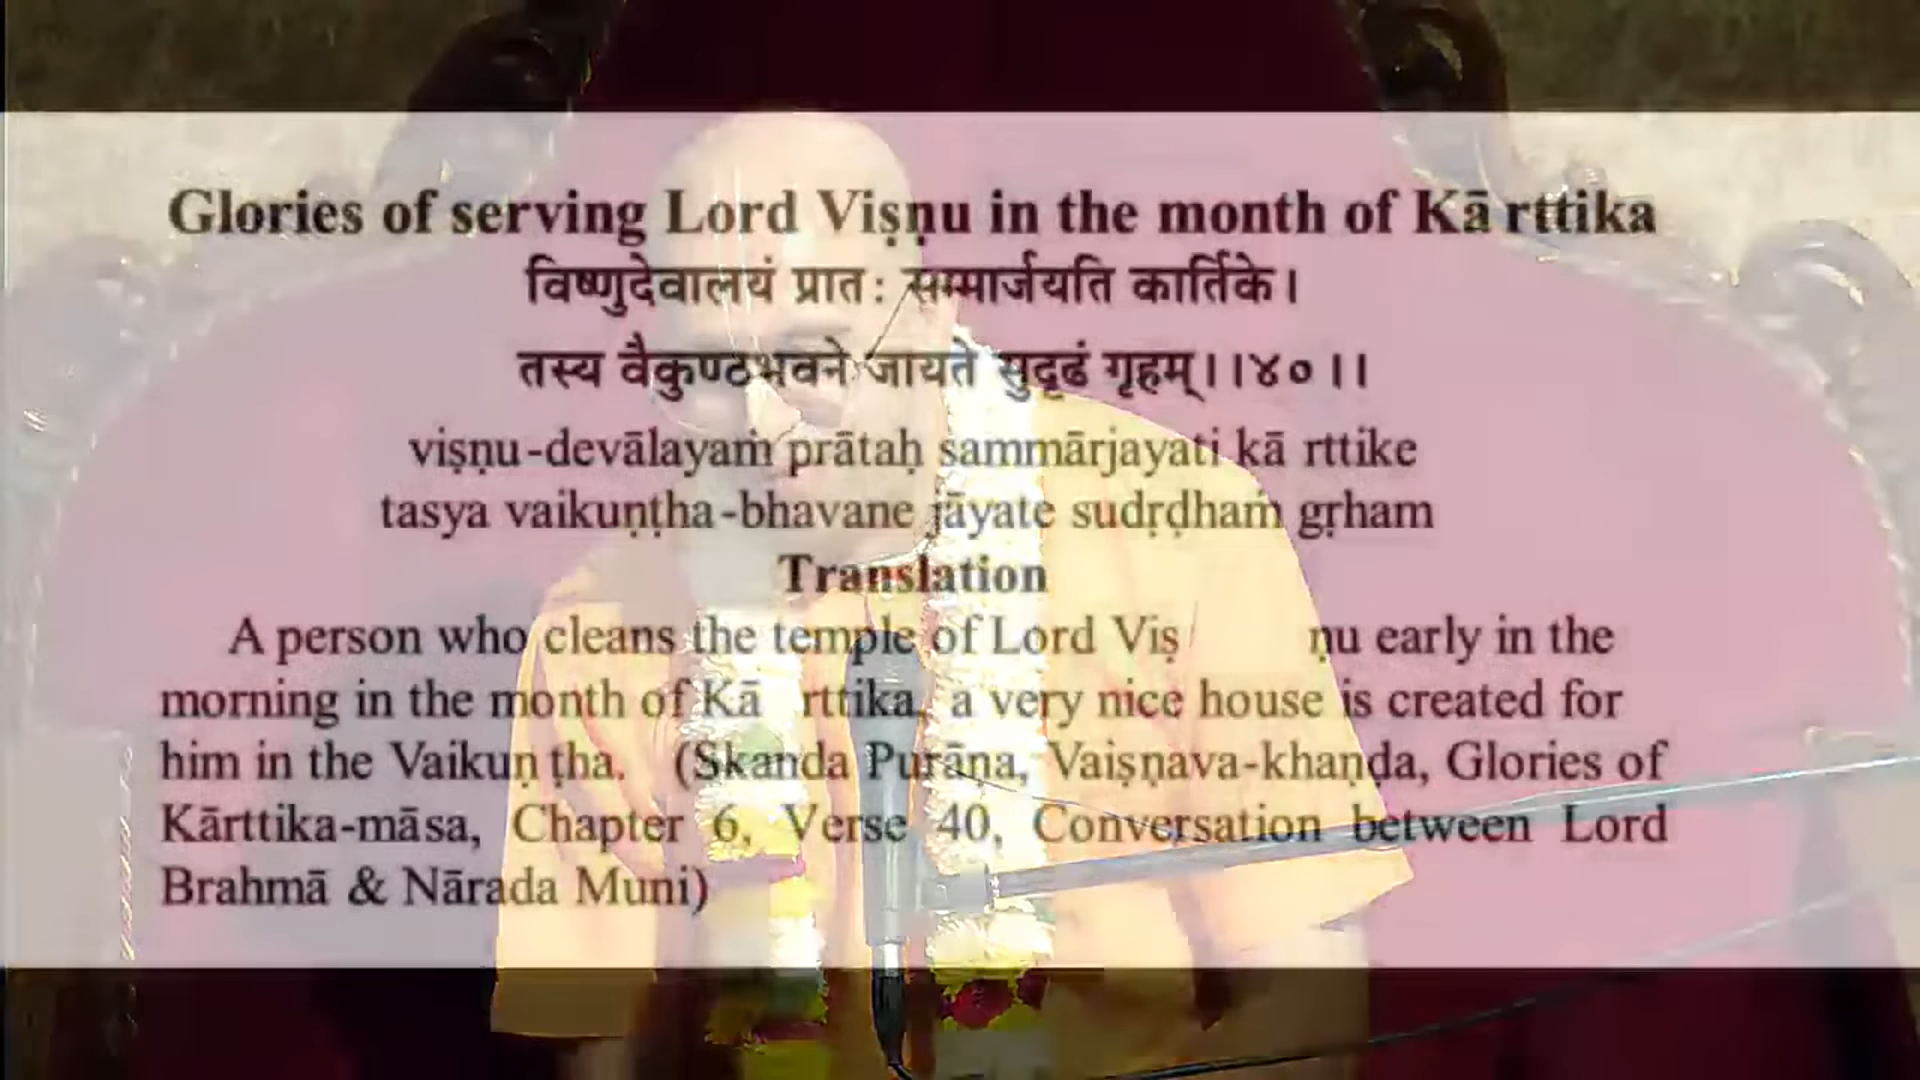 Glories of serving Lord Viṣṇu in the month of Kā rttika
विष्णुदेवालयं प्रातः सम्मार्जयति कार्तिके।
तस्य वैकुण्ठभवने जायते सुदृढं गृहम्।।४०।।
viṣṇu-devālayaṁ prātaḥ sammārjayati kā rttike
tasya vaikuṇṭha-bhavane jāyate sudṛḍhaṁ gṛham
Translation
A person who cleans the temple of Lord Viṣ ṇu early in the
morning in the month of Kā rttika, a very nice house is created for
him in the Vaikuṇ ṭha. (Skanda Purāṇa, Vaiṣṇava-khaṇḍa, Glories of
Kārttika-māsa, Chapter 6, Verse 40, Conversation between Lord
Brahmā & Nārada Muni)